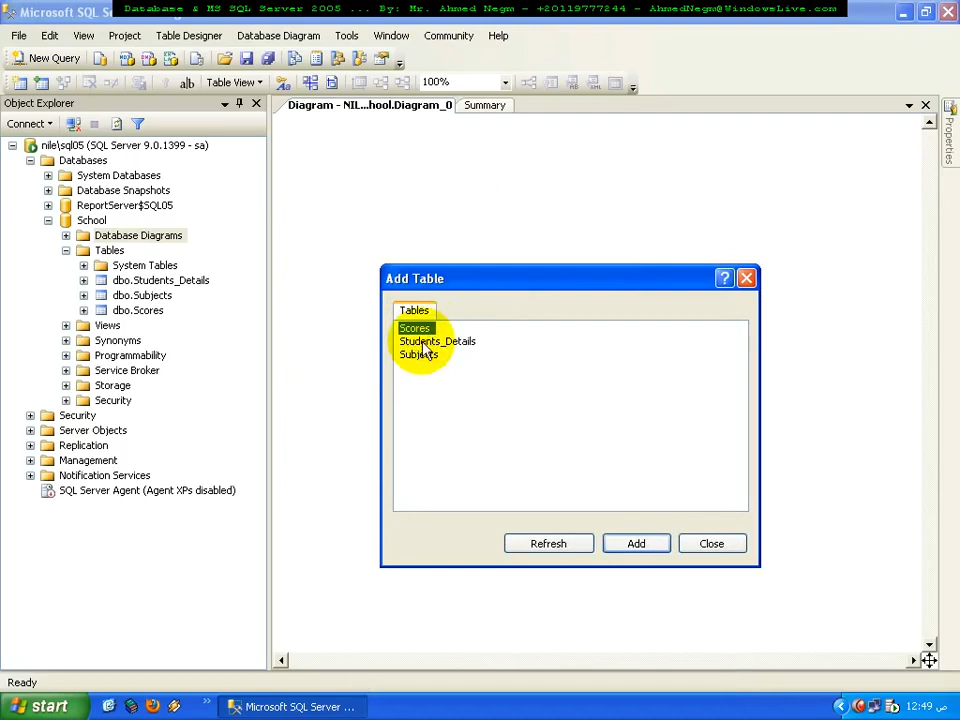 Microsoft SQL Server
Database & MS SQL Server 2005 ... By: Mr. Ahmed Negm - +20119777244 - AhmedNegm@WindowsLive.com
File Edit View Project Table Designer Database Diagram Tools Window Community Help
New Query
Table View 100%
Object Explorer
Diagram - NIL...hool.Diagram_0 Summary
Connect
Properties
nile\sql05 (SQL Server 9.0.1399 - sa)
Databases
System Databases
Database Snapshots
ReportServer$SQL05
School
Database Diagrams
Tables
System Tables
dbo.Students_Details
dbo.Subjects
dbo.Scores
Views
Synonyms
Programmability
Service Broker
Storage
Security
Security
Server Objects
Replication
Management
Notification Services
SQL Server Agent (Agent XPs disabled)
Add Table
Tables
Scores
Students_Details
Subjects
Refresh Add Close
Ready
start
Microsoft SQL Server ...
12:49 ص